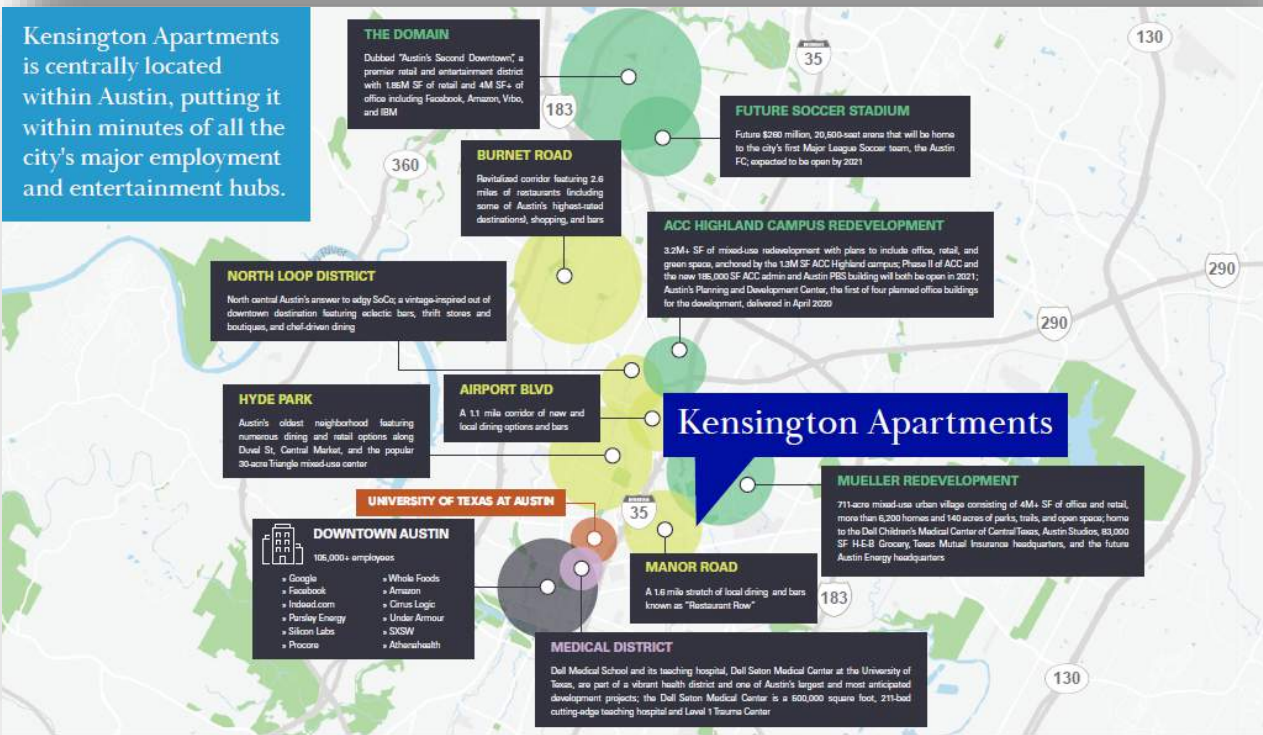 Kensington Apartments
is centrally located
within Austin, putting it
within minutes of all the
city's major employment
and entertainment hubs.
THE DOMAIN
Dubbed "Austin's Second Downtown", a
premier retail and entertainment district
with 1.85M SF of retail and 4M SF+ of
office including Facebook, Amazon, Vrbo,
and IBM
183
35
130
FUTURE SOCCER STADIUM
Future $260 million, 20,500-seat arena that will be home
to the city's first Major League Soccer team, the Austin
FC; expected to be open by 2021
360
BURNET ROAD
Revitalized corridor featuring 2.6
miles of restaurants (including
some of Austin's highest-rated
destinations), shopping, and bars
ACC HIGHLAND CAMPUS REDEVELOPMENT
3.2M+ SF of mixed-use redevelopment with plans to include office, retail, and
green space, anchored by the 1.3M SF ACC Highland campus; Phase II of ACC and
the new 185,000 SF ACC admin and Austin PBS building will both be open in 2021;
Austin's Planning and Development Center, the first of four planned office buildings
for the development, delivered in April 2020
River
290
NORTH LOOP DISTRICT
North central Austin's answer to edgy SoCo; a vintage-inspired out of
downtown destination featuring eclectic bars, thrift stores and
boutiques, and chef-driven dining
290
HYDE PARK
Austin's oldest neighborhood featuring
numerous dining and retail options along
Duval St, Central Market, and the popular
30-acre Triangle mixed-use center
AIRPORT BLVD
A 1.1 mile corridor of new and
local dining options and bars
Kensington Apartments
MUELLER REDEVELOPMENT
711-acre mixed-use urban village consisting of 4M+ SF of office and retail,
more than 6,200 homes and 140 acres of parks, trails, and open space; home
to the Dell Children's Medical Center of Central Texas, Austin Studios, 83,000
SF H-E-B Grocery, Texas Mutual Insurance headquarters, and the future
Austin Energy headquarters
UNIVERSITY OF TEXAS AT AUSTIN
35
DOWNTOWN AUSTIN
105,000+ employees
» Google
» Facebook
» Indeed.com
» Parsley Energy
» Silicon Labs
» Procore
» Whole Foods
» Amazon
» Cirrus Logic
» Under Armour
» SXSW
» Athenahealth
MANOR ROAD
A 1.6 mile stretch of local dining and bars
known as "Restaurant Row"
183
MEDICAL DISTRICT
Dell Medical School and its teaching hospital, Dell Seton Medical Center at the University of
Texas, are part of a vibrant health district and one of Austin's largest and most anticipated
development projects; the Dell Seton Medical Center is a 500,000 square foot, 211-bed
cutting-edge teaching hospital and Level 1 Trauma Center
130